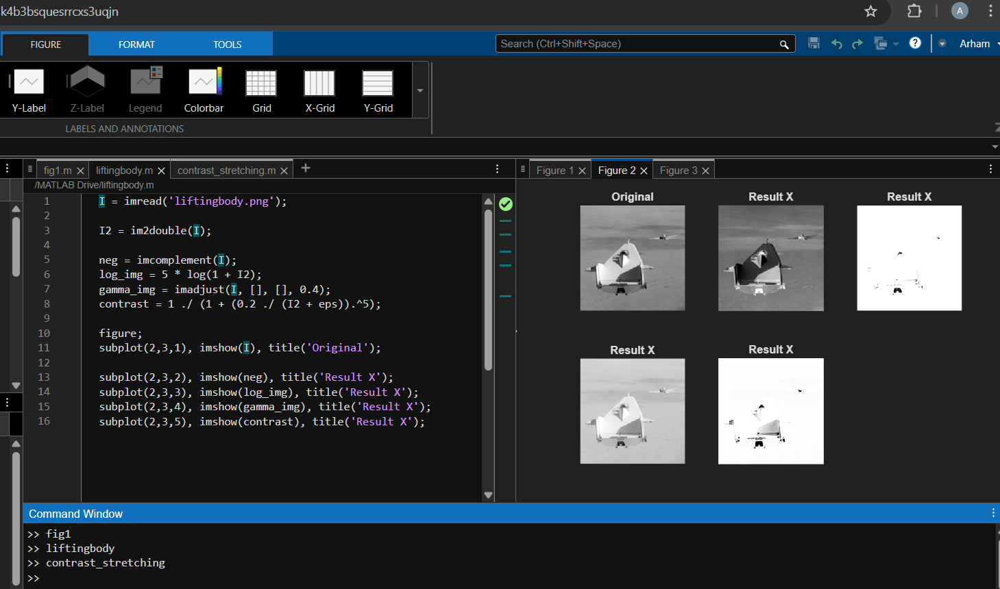 k4b3bsquesrrcxs3uqjn
A
FIGURE FORMAT TOOLS
Search (Ctrl+Shift+Space)
? Arham
Y-Label Z-Label Legend Colorbar Grid X-Grid Y-Grid
LABELS AND ANNOTATIONS
fig1.m liftingbody.m contrast_stretching.m
/MATLAB Drive/liftingbody.m
1 I = imread('liftingbody.png');
2
3 I2 = im2double(I);
4
5 neg = imcomplement(I);
6 log_img = 5 * log(1 + I2);
7 gamma_img = imadjust(I, [], [], 0.4);
8 contrast = 1 ./ (1 + (0.2 ./ (I2 + eps)).^5);
9
10 figure;
11 subplot(2,3,1), imshow(I), title('Original');
12
13 subplot(2,3,2), imshow(neg), title('Result X');
14 subplot(2,3,3), imshow(log_img), title('Result X');
15 subplot(2,3,4), imshow(gamma_img), title('Result X');
16 subplot(2,3,5), imshow(contrast), title('Result X');
Figure 1 Figure 2 Figure 3
Original Result X Result X
Result X Result X
Command Window
>> fig1
>> liftingbody
>> contrast_stretching
>>